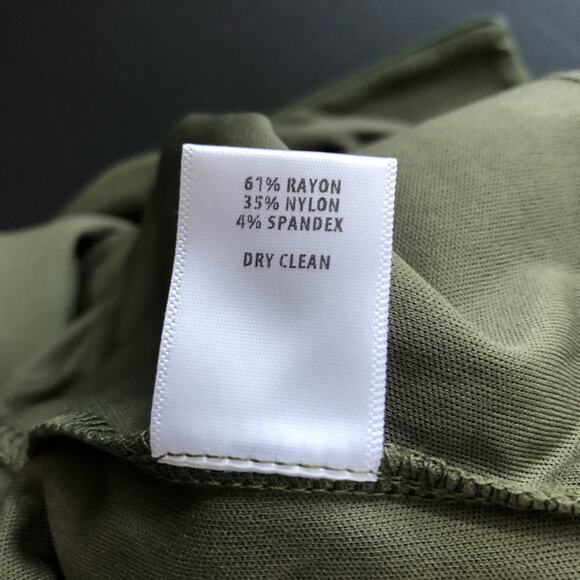 61% RAYON
35% NYLON
4% SPANDEX
DRY CLEAN